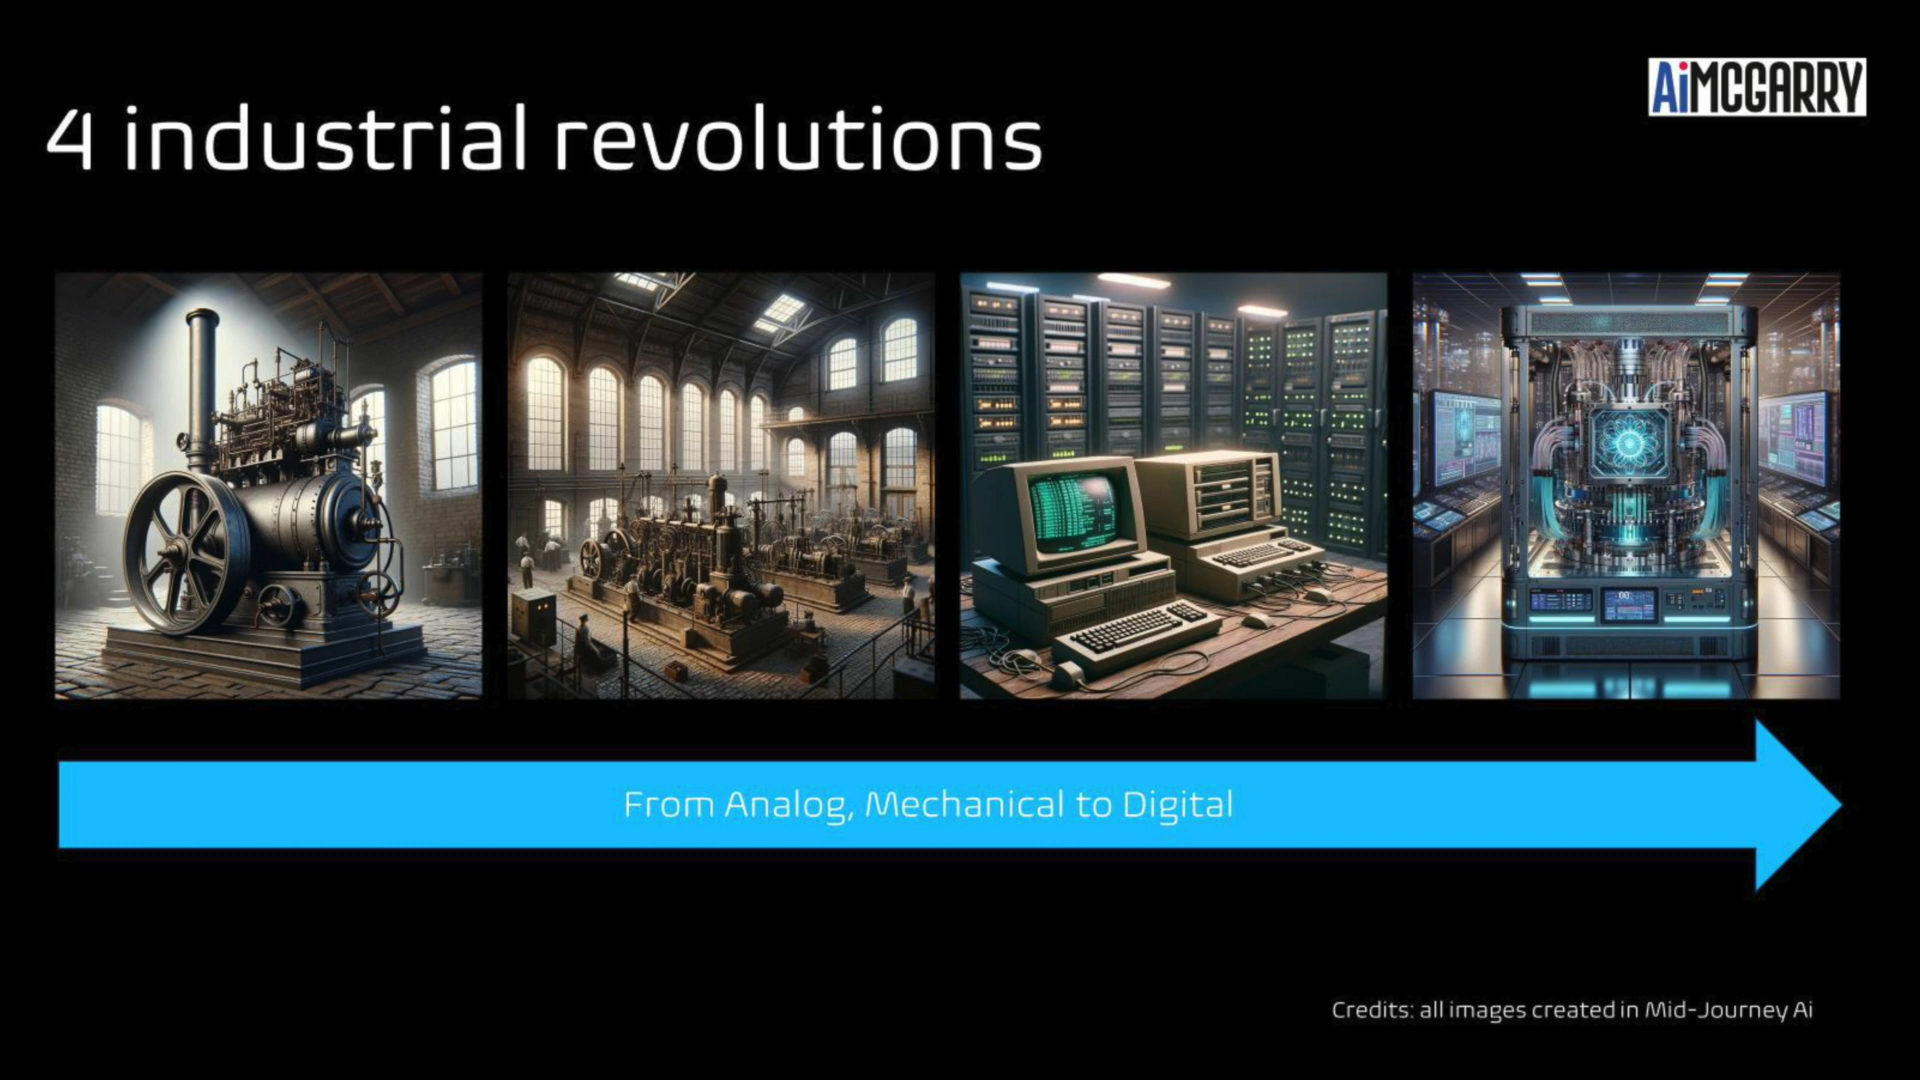 AiMCGARRY
4 industrial revolutions
From Analog, Mechanical to Digital
Credits: all images created in Mid-Journey Ai